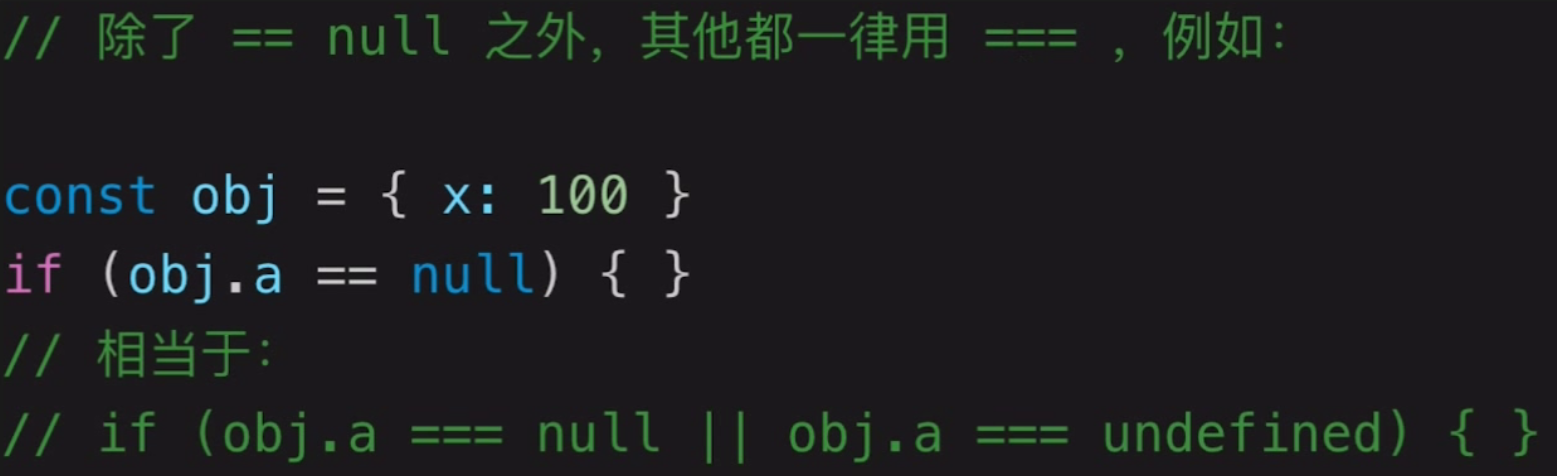 // 除了 == null 之外，其他都一律用 === ，例如：
const obj = { x: 100 }
if (obj.a == null) { }
// 相当于：
// if (obj.a === null || obj.a === undefined) { }